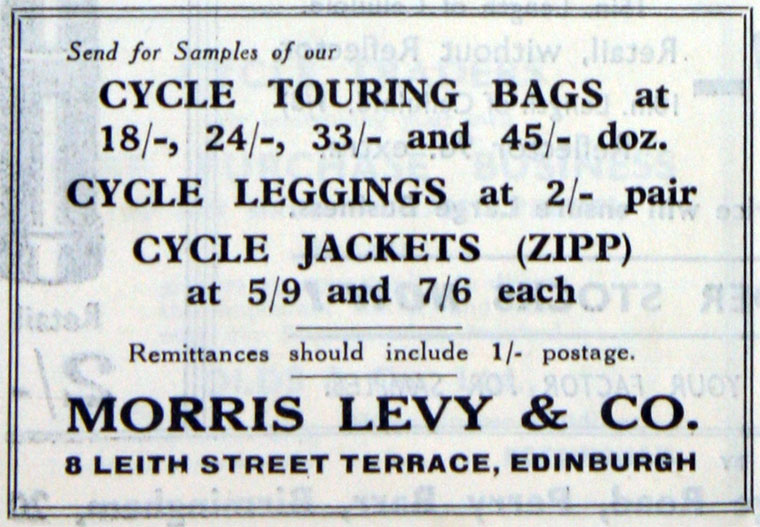 Send for Samples of our
CYCLE TOURING BAGS at
18/-, 24/-, 33/- and 45/- doz.
CYCLE LEGGINGS at 2/- pair
CYCLE JACKETS (ZIPP)
at 5/9 and 7/6 each
Remittances should include 1/- postage.
MORRIS LEVY & CO.
8 LEITH STREET TERRACE, EDINBURGH